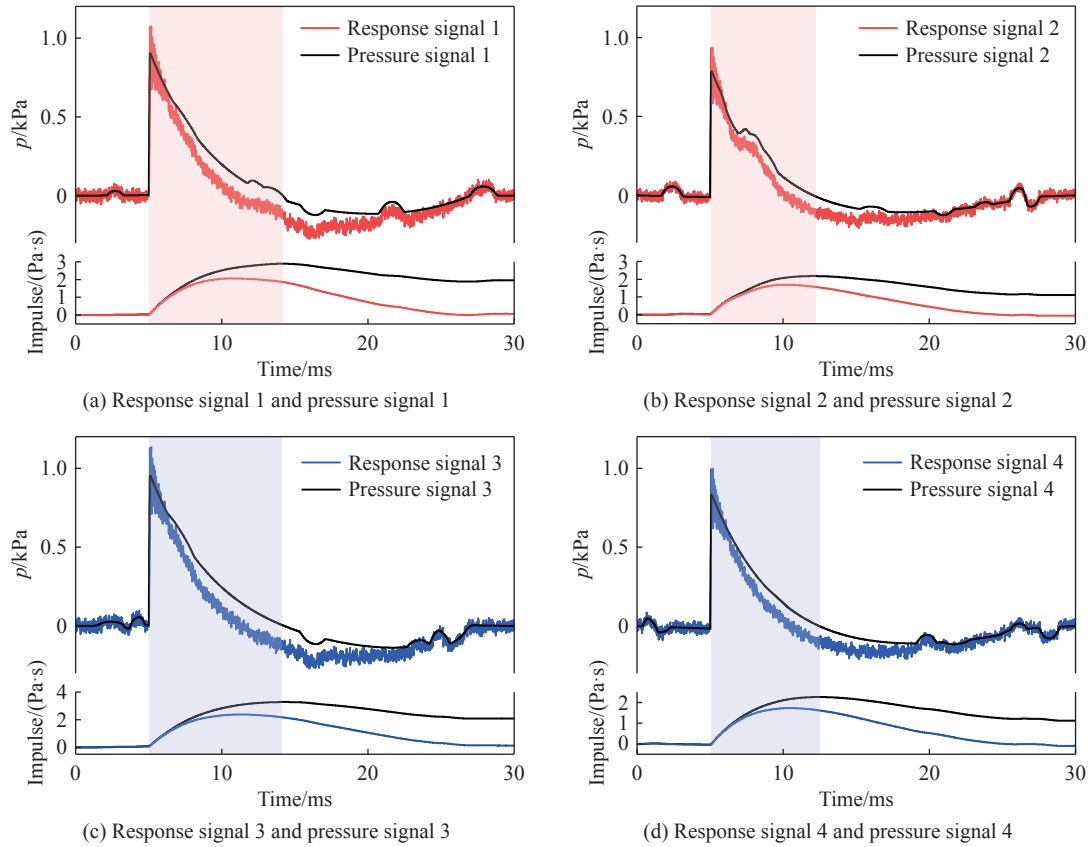 Response signal 1
Pressure signal 1
p/kPa
1.0
0.5
0
Impulse/(Pa·s)
3
2
1
0
0 10 20 30
Time/ms
(a) Response signal 1 and pressure signal 1
Response signal 2
Pressure signal 2
p/kPa
1.0
0.5
0
Impulse/(Pa·s)
3
2
1
0
0 10 20 30
Time/ms
(b) Response signal 2 and pressure signal 2
Response signal 3
Pressure signal 3
p/kPa
1.0
0.5
0
Impulse/(Pa·s)
4
2
0
0 10 20 30
Time/ms
(c) Response signal 3 and pressure signal 3
Response signal 4
Pressure signal 4
p/kPa
1.0
0.5
0
Impulse/(Pa·s)
2
1
0
0 10 20 30
Time/ms
(d) Response signal 4 and pressure signal 4